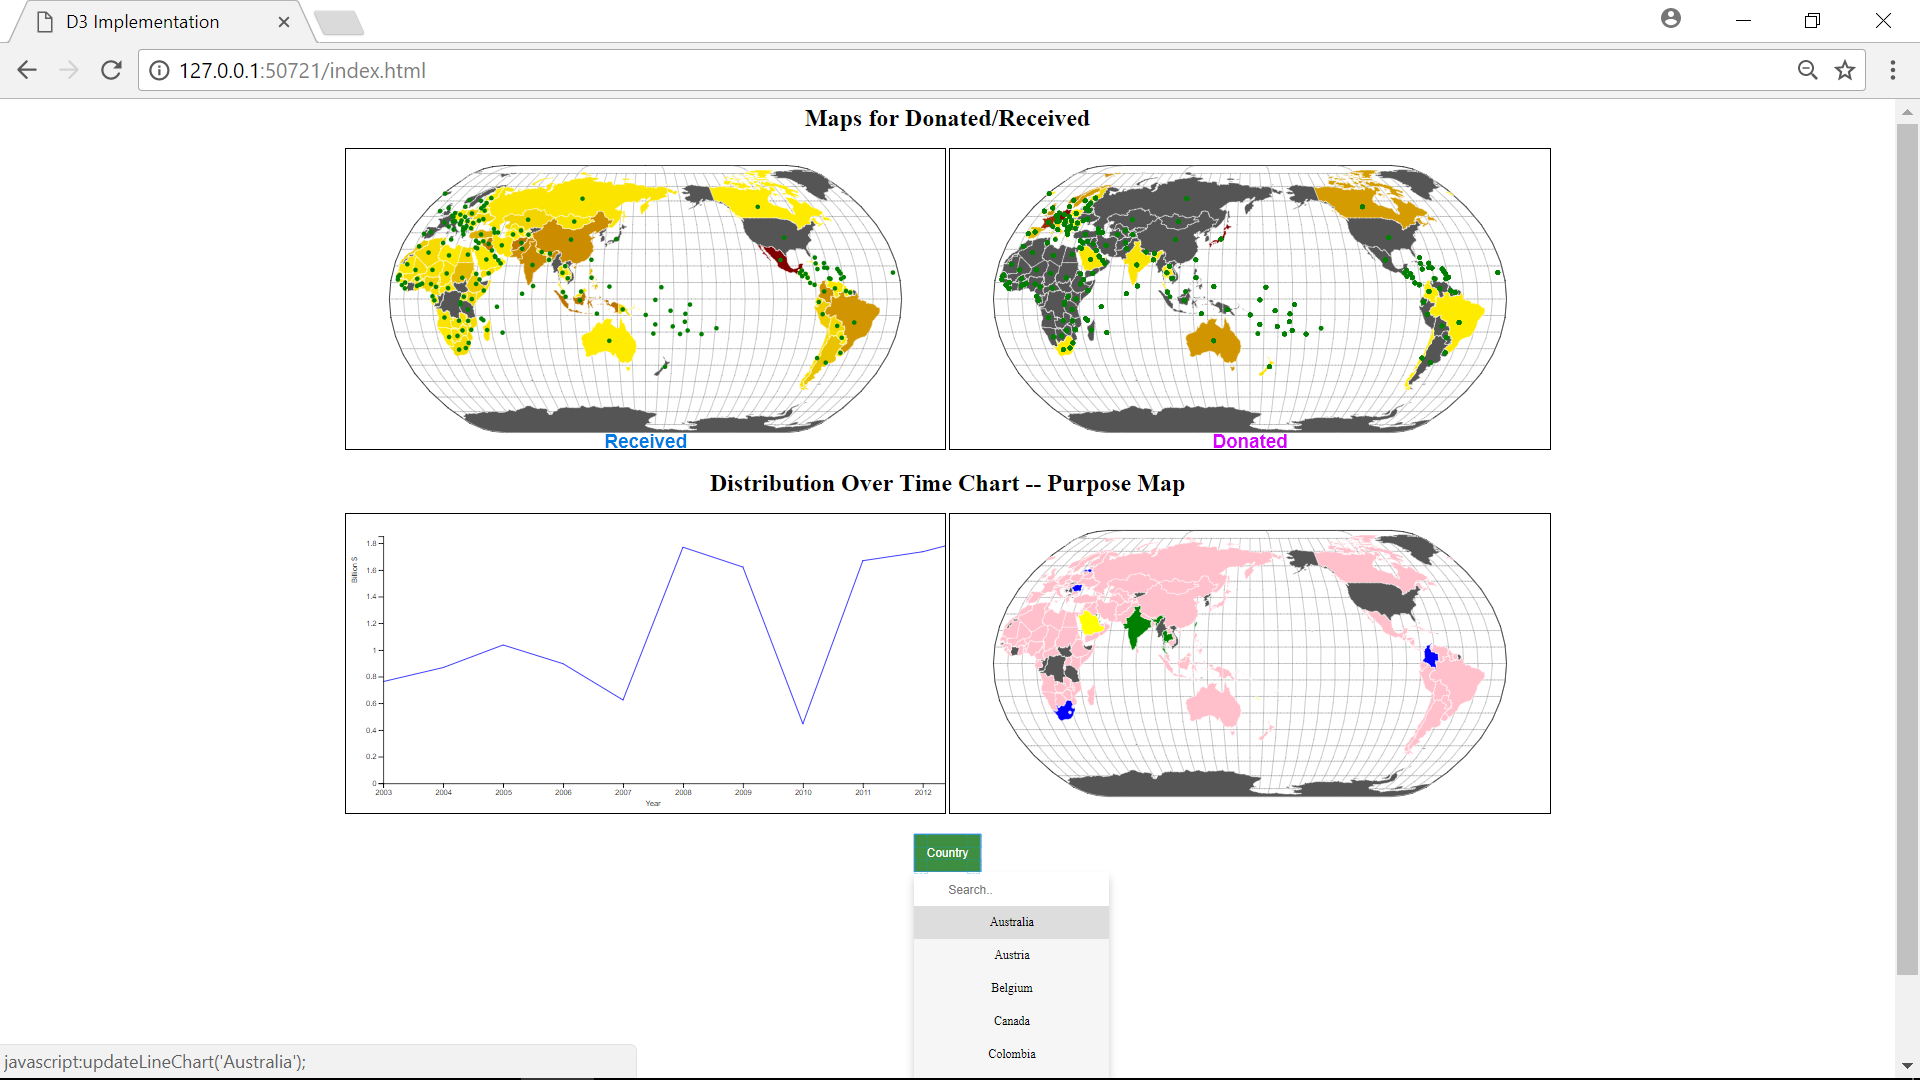 D3 Implementation
127.0.0.1:50721/index.html
Maps for Donated/Received
Received
Donated
Distribution Over Time Chart -- Purpose Map
Billion $
1.8
1.6
1.4
1.2
1
0.8
0.6
0.4
0.2
0
2003 2004 2005 2006 2007 2008 2009 2010 2011 2012
Year
Country
Search..
Australia
Austria
Belgium
Canada
Colombia
javascript:updateLineChart('Australia');